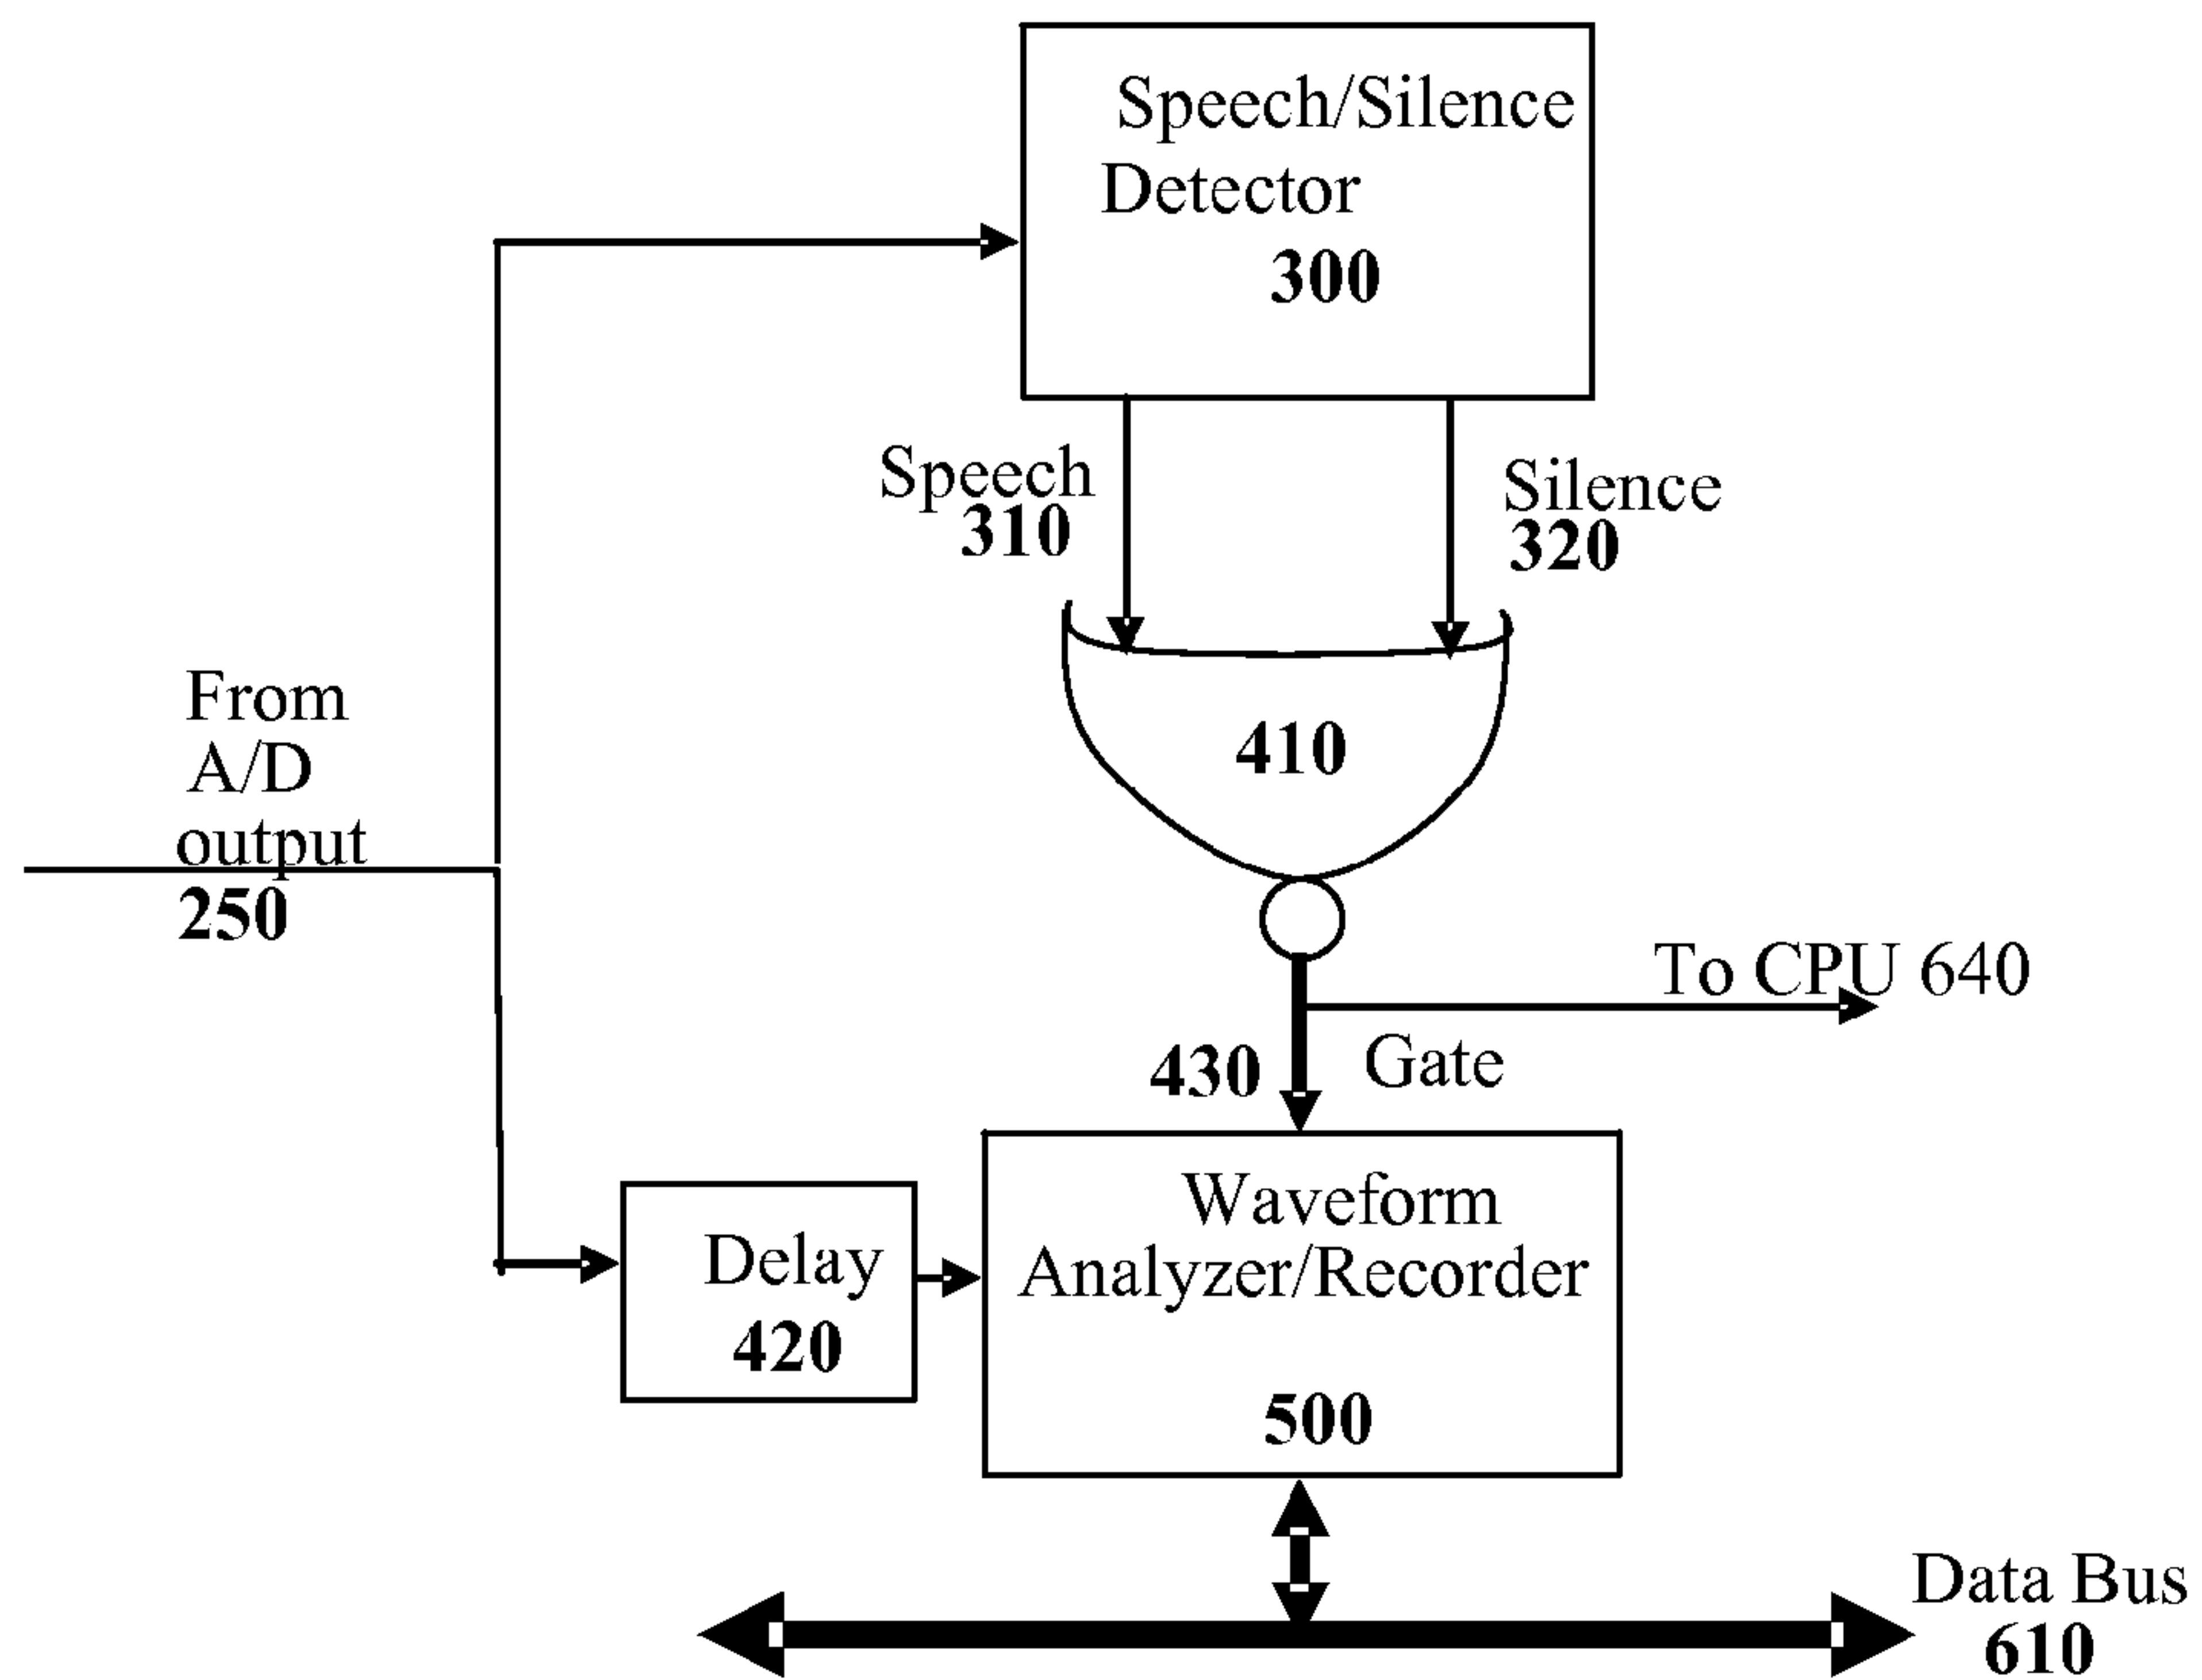 Speech/Silence
Detector
300
Speech
310
Silence
320
410
From
A/D
output
250
To CPU 640
430
Gate
Waveform
Analyzer/Recorder
500
Delay
420
Data Bus
610